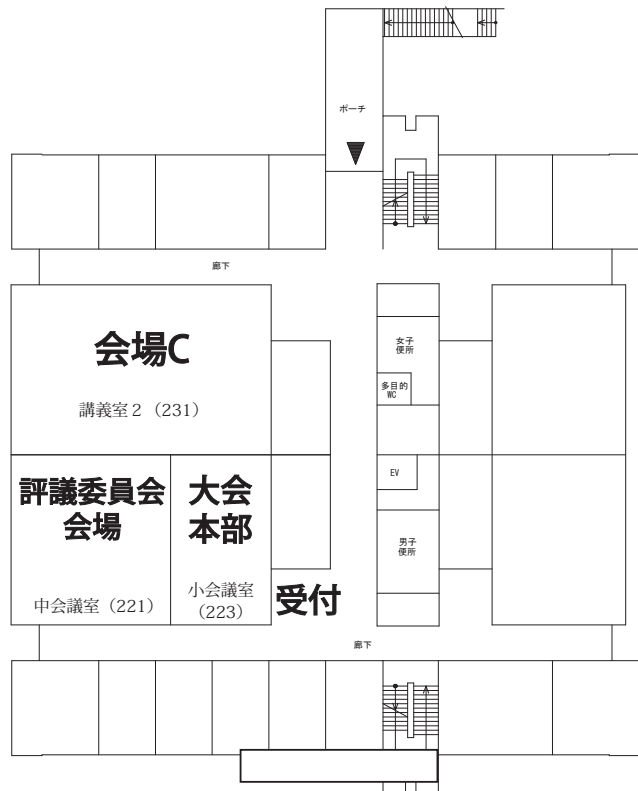 ポーチ
廊下
会場C
講義室２（231）
女子
便所
多目的
WC
EV
評議委員会
会場
中会議室（221）
大会
本部
小会議室
（223）
受付
男子
便所
廊下